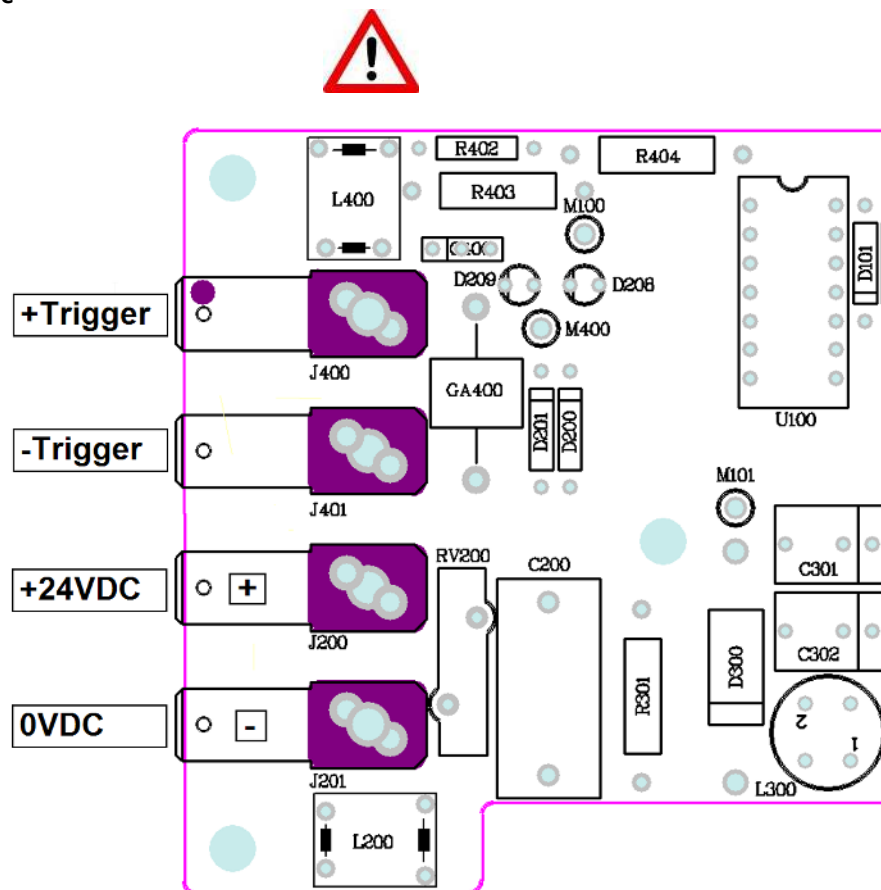 !
R402
R404
R403
L400
M100
D101
D209
D208
+Trigger
M400
J400
GA400
D201
D200
U100
-Trigger
M101
J401
RV200
C200
C301
+24VDC
+
J200
C302
D300
R301
0VDC
-
2
1
J201
L300
L200